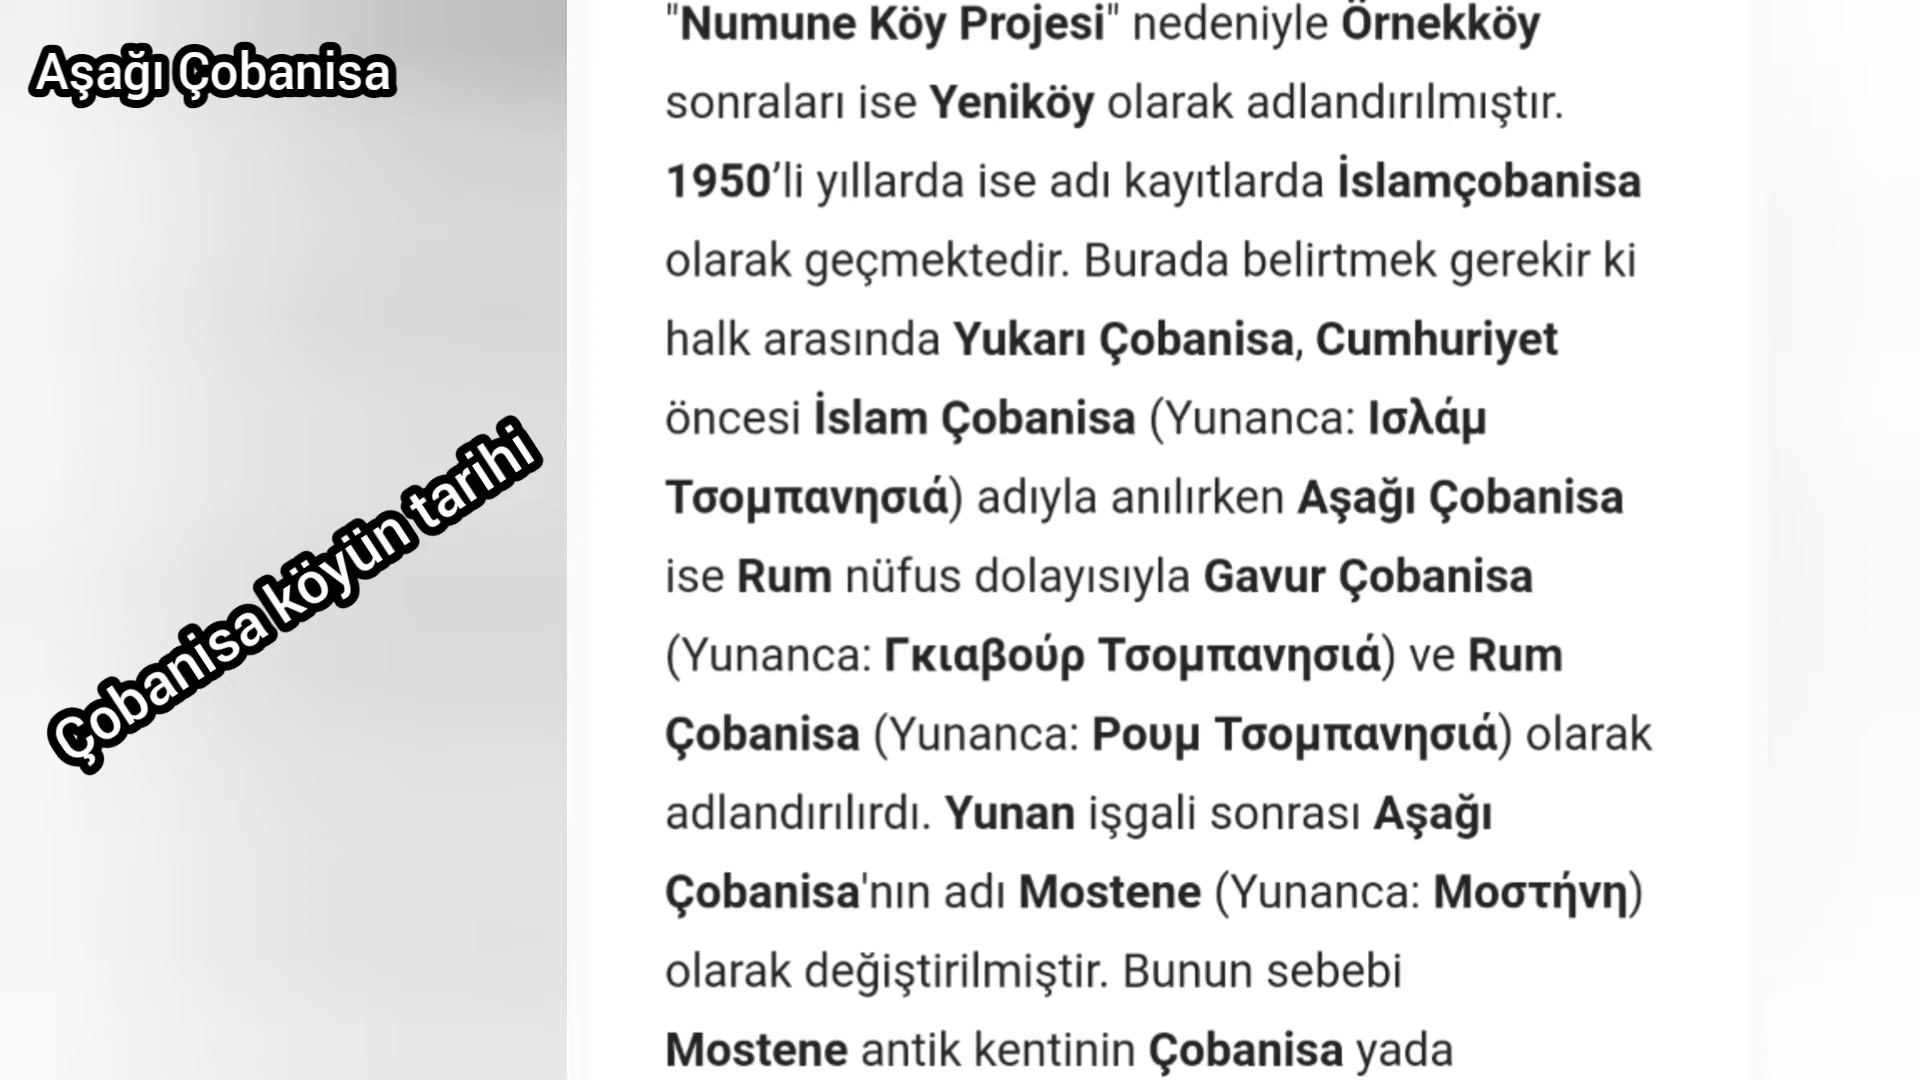 Aşağı Çobanisa
Çobanisa köyün tarihi
"Numune Köy Projesi" nedeniyle Örnekköy
sonraları ise Yeniköy olarak adlandırılmıştır.
1950’li yıllarda ise adı kayıtlarda İslamçobanisa
olarak geçmektedir. Burada belirtmek gerekir ki
halk arasında Yukarı Çobanisa, Cumhuriyet
öncesi İslam Çobanisa (Yunanca: Ισλάμ
Τσομπανησιά) adıyla anılırken Aşağı Çobanisa
ise Rum nüfus dolayısıyla Gavur Çobanisa
(Yunanca: Γκιαβούρ Τσομπανησιά) ve Rum
Çobanisa (Yunanca: Ρουμ Τσομπανησιά) olarak
adlandırılırdı. Yunan işgali sonrası Aşağı
Çobanisa'nın adı Mostene (Yunanca: Μοστήνη)
olarak değiştirilmiştir. Bunun sebebi
Mostene antik kentinin Çobanisa yada